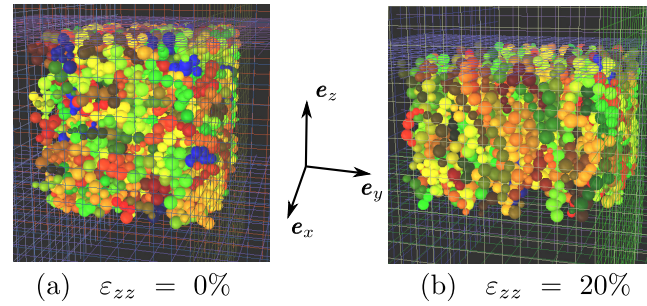 e_z
e_y
e_x
(a) ε_zz = 0%
(b) ε_zz = 20%